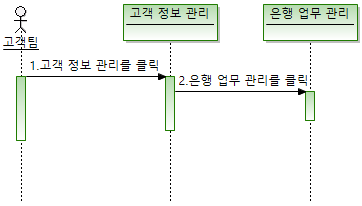 고객 정보 관리
은행 업무 관리
고객팀
1.고객 정보 관리를 클릭
2.은행 업무 관리를 클릭